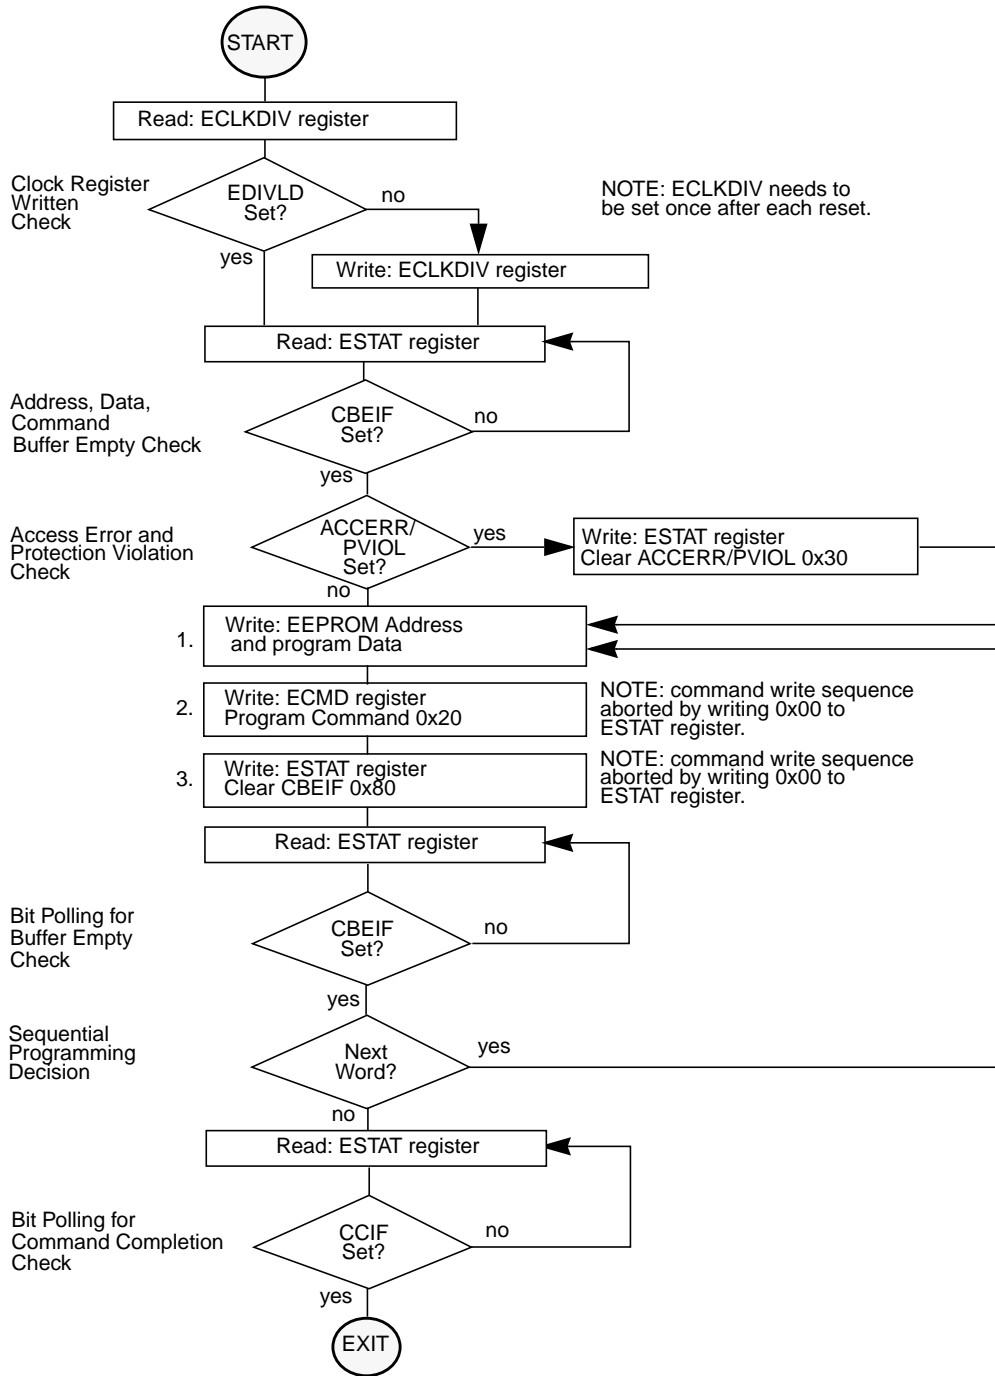 START
Read: ECLKDIV register
Clock Register
Written
Check
EDIVLD
Set?
no
yes
NOTE: ECLKDIV needs to
be set once after each reset.
Write: ECLKDIV register
Read: ESTAT register
Address, Data,
Command
Buffer Empty Check
CBEIF
Set?
no
yes
Access Error and
Protection Violation
Check
ACCERR/
PVIOL
Set?
yes
no
Write: ESTAT register
Clear ACCERR/PVIOL 0x30
1.
Write: EEPROM Address
and program Data
2.
Write: ECMD register
Program Command 0x20
NOTE: command write sequence
aborted by writing 0x00 to
ESTAT register.
3.
Write: ESTAT register
Clear CBEIF 0x80
NOTE: command write sequence
aborted by writing 0x00 to
ESTAT register.
Read: ESTAT register
Bit Polling for
Buffer Empty
Check
CBEIF
Set?
no
yes
Sequential
Programming
Decision
Next
Word?
yes
no
Read: ESTAT register
Bit Polling for
Command Completion
Check
CCIF
Set?
no
yes
EXIT